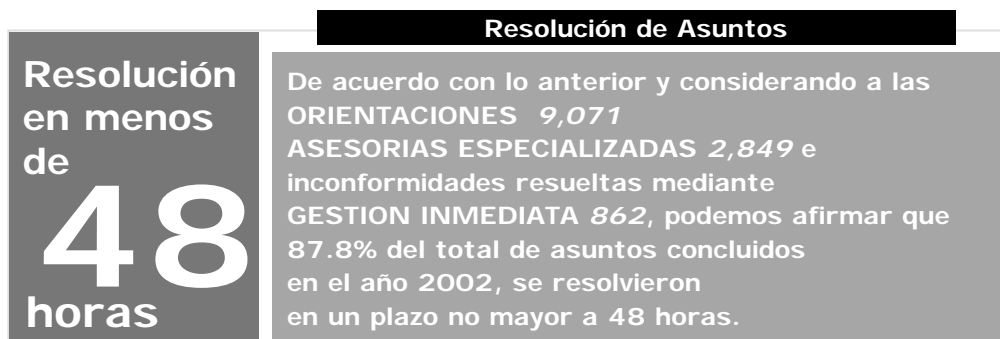 Resolución de Asuntos
Resolución
en menos
de
48
horas
De acuerdo con lo anterior y considerando a las
ORIENTACIONES 9,071
ASESORIAS ESPECIALIZADAS 2,849 e
inconformidades resueltas mediante
GESTION INMEDIATA 862, podemos afirmar que
87.8% del total de asuntos concluidos
en el año 2002, se resolvieron
en un plazo no mayor a 48 horas.